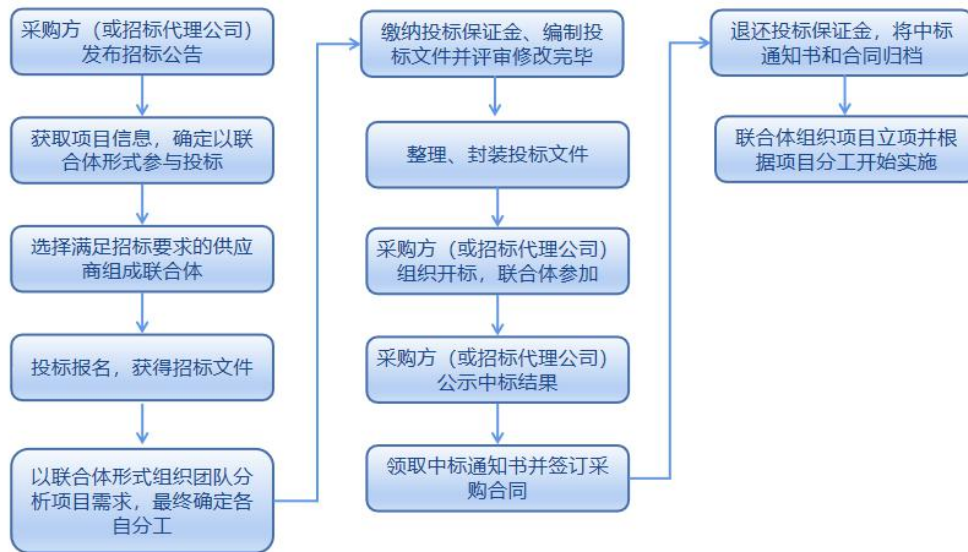 采购方（或招标代理公司）
发布招标公告
获取项目信息，确定以联
合体形式参与投标
选择满足招标要求的供应
商组成联合体
投标报名，获得招标文件
以联合体形式组织团队分
析项目需求，最终确定各
自分工
缴纳投标保证金、编制投
标文件并评审修改完毕
整理、封装投标文件
采购方（或招标代理公司）
组织开标，联合体参加
采购方（或招标代理公司）
公示中标结果
领取中标通知书并签订采
购合同
退还投标保证金，将中标
通知书和合同归档
联合体组织项目立项并根
据项目分工开始实施